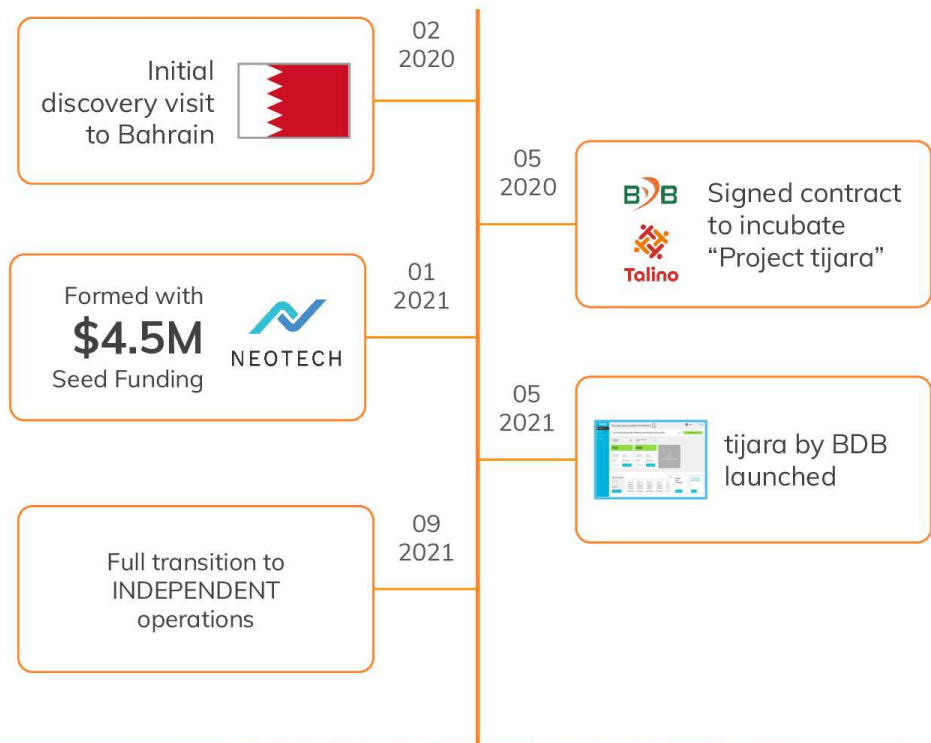 02
2020
Initial
discovery visit
to Bahrain
05
2020
BDB
Talino
Signed contract
to incubate
“Project tijara”
01
2021
Formed with
$4.5M
Seed Funding
NEOTECH
05
2021
tijara by BDB
launched
09
2021
Full transition to
INDEPENDENT
operations